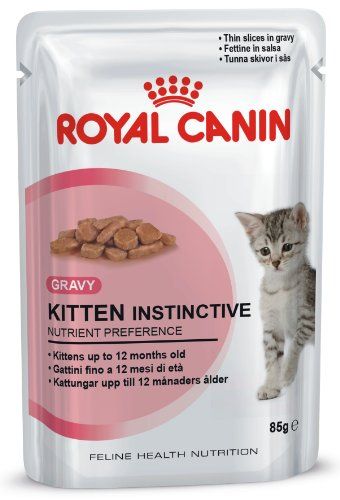 • Thin slices in gravy
• Fettine in salsa
• Tunna skivor i sås
ROYAL CANIN
GRAVY
KITTEN INSTINCTIVE
NUTRIENT PREFERENCE
• Kittens up to 12 months old
• Gattini fino a 12 mesi di età
• Kattungar upp till 12 månaders ålder
85g e
FELINE HEALTH NUTRITION